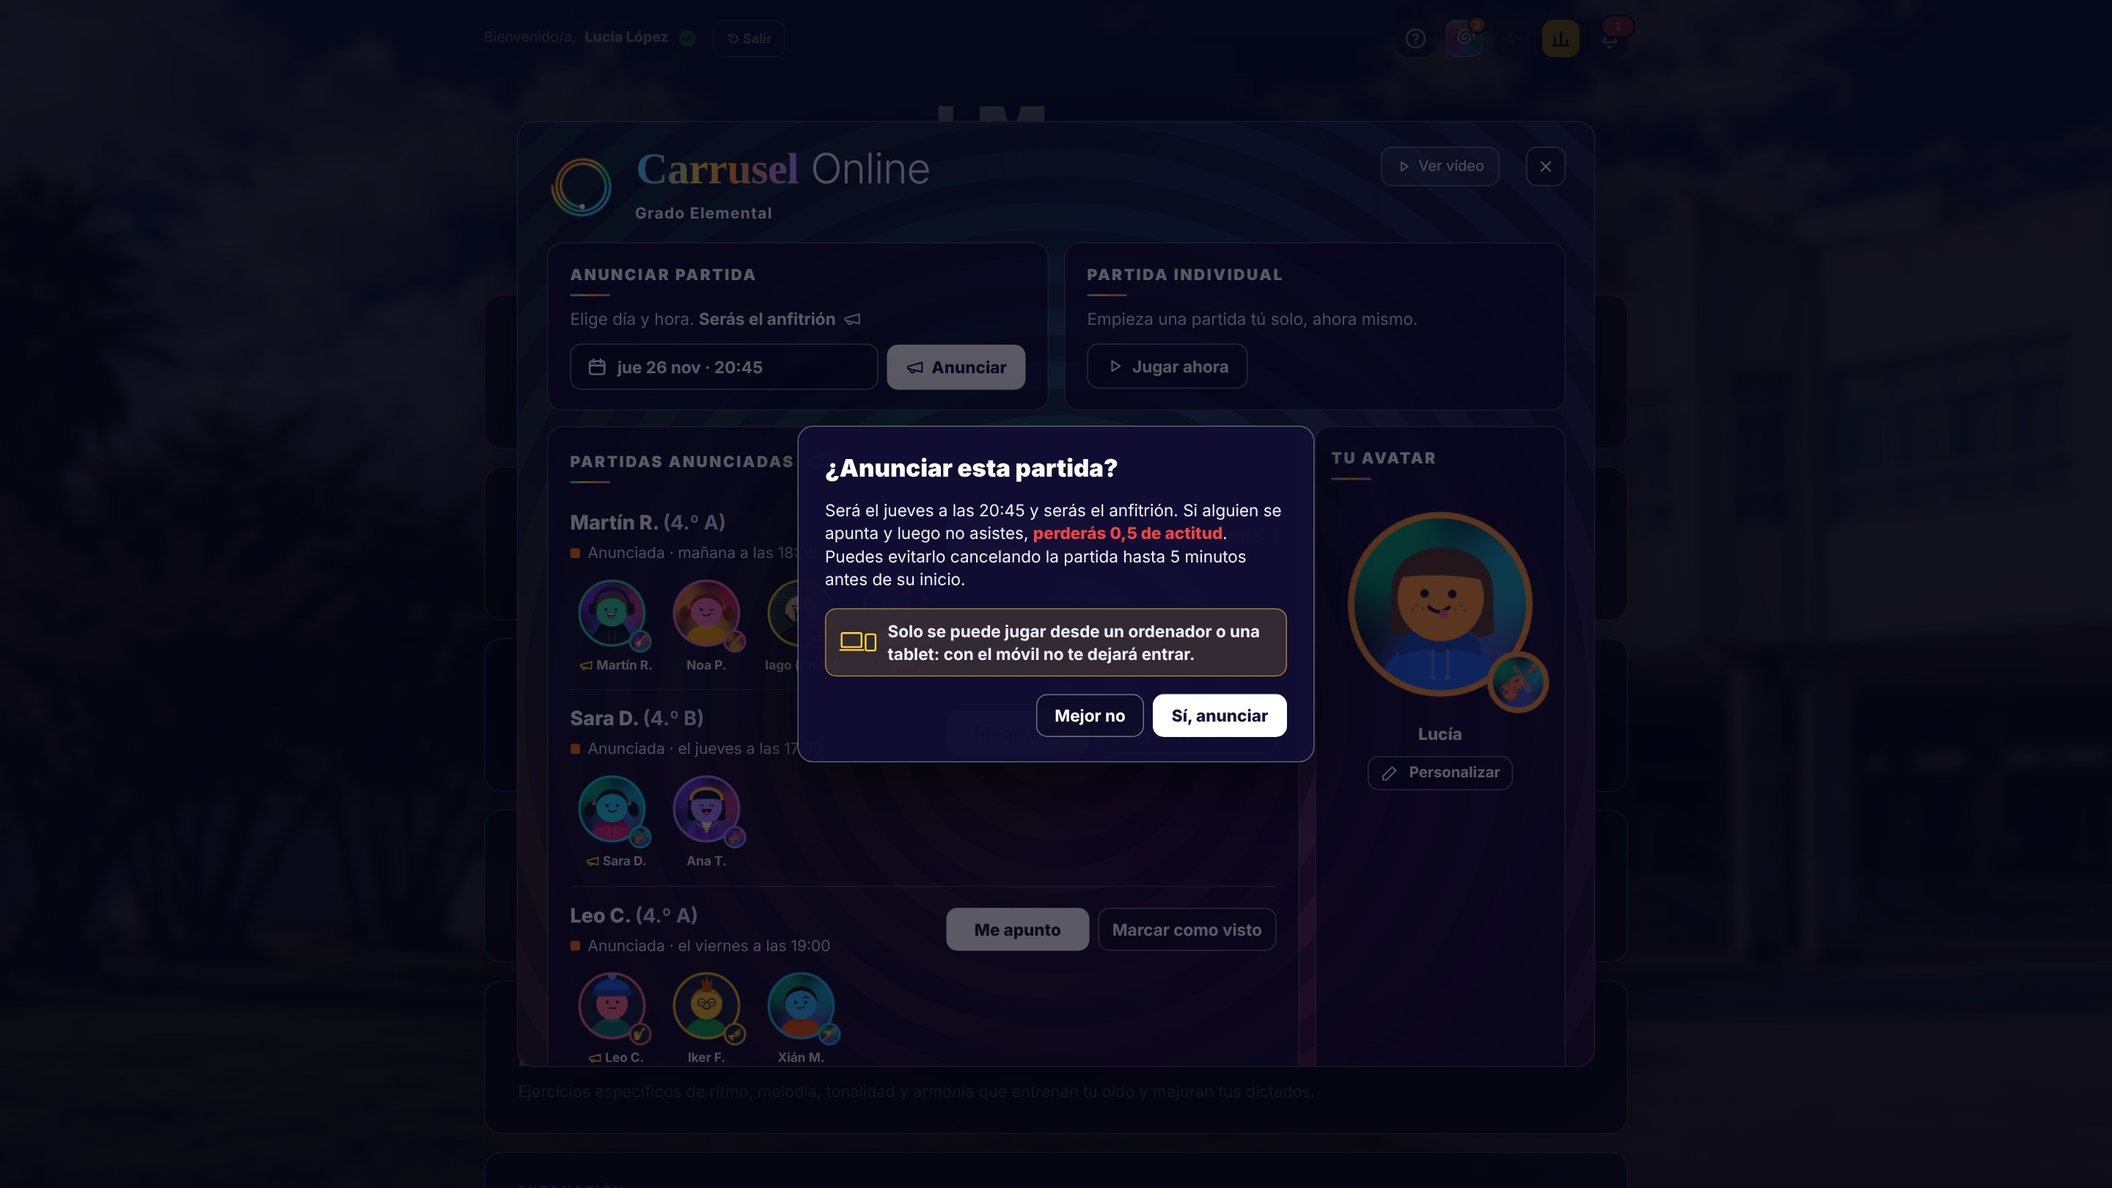 Bienvenido/a, Lucía López
Salir
3
1
Carrusel Online
Grado Elemental
Ver vídeo
ANUNCIAR PARTIDA
Elige día y hora. Serás el anfitrión
jue 26 nov · 20:45
Anunciar
PARTIDA INDIVIDUAL
Empieza una partida tú solo, ahora mismo.
Jugar ahora
PARTIDAS ANUNCIADAS
Martín R. (4.º A)
Anunciada · mañana a las 18:
Martín R.
Noa P.
Iago
Sara D. (4.º B)
Anunciada · el jueves a las 17
Me apunto
Sara D.
Ana T.
Leo C. (4.º A)
Anunciada · el viernes a las 19:00
Me apunto
Marcar como visto
Leo C.
Iker F.
Xián M.
¿Anunciar esta partida?
Será el jueves a las 20:45 y serás el anfitrión. Si alguien se
apunta y luego no asistes, perderás 0,5 de actitud.
Puedes evitarlo cancelando la partida hasta 5 minutos
antes de su inicio.
Solo se puede jugar desde un ordenador o una
tablet: con el móvil no te dejará entrar.
Mejor no
Sí, anunciar
TU AVATAR
Lucía
Personalizar
Ejercicios específicos de ritmo, melodía, tonalidad y armonía que entrenan tu oído y mejoran tus dictados.